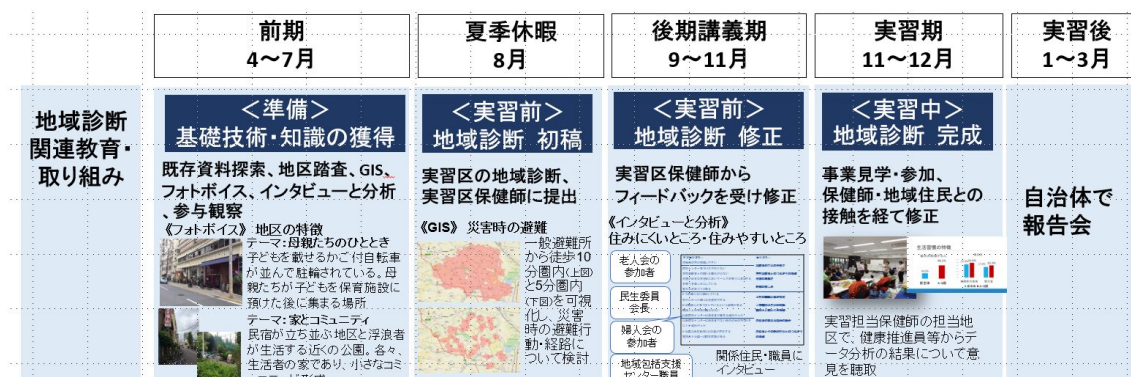 前期
4～7月
夏季休暇
8月
後期講義期
9～11月
実習期
11～12月
実習後
1～3月
地域診断
関連教育・
取り組み
＜準備＞
基礎技術・知識の獲得
既存資料探索、地区踏査、GIS、
フォトボイス、インタビューと分析
、参与観察
《フォトボイス》 地区の特徴
テーマ：母親たちのひととき
子どもを載せるかご付自転車
が並んで駐輪されている。母
親たちが子どもを保育施設に
預けた後に集まる場所
テーマ：家とコミュニティ
民宿が立ち並ぶ地区と浮浪者
が生活する近くの公園。各々、
生活者の家であり、小さなコミ
＜実習前＞
地域診断 初稿
実習区の地域診断、
実習区保健師に提出
《GIS》 災害時の避難
一般避難所
から徒歩10
分圏内(上図)
と5分圏内
(下図)を可視
化し、災害
時の避難行
動・経路に
ついて検討
＜実習前＞
地域診断 修正
実習区保健師から
フィードバックを受け修正
《インタビューと分析》
住みにくいところ・住みやすいところ
老人会の
参加者
民生委員
会長
婦人会の
参加者
地域包括支援
センター職員
関係住民・職員に
インタビュー
＜実習中＞
地域診断 完成
事業見学・参加、
保健師・地域住民との
接触を経て修正
生活習慣の特徴
実習担当保健師の担当地
区で、健康推進員等からデ
ータ分析の結果について意
見を聴取
自治体で
報告会